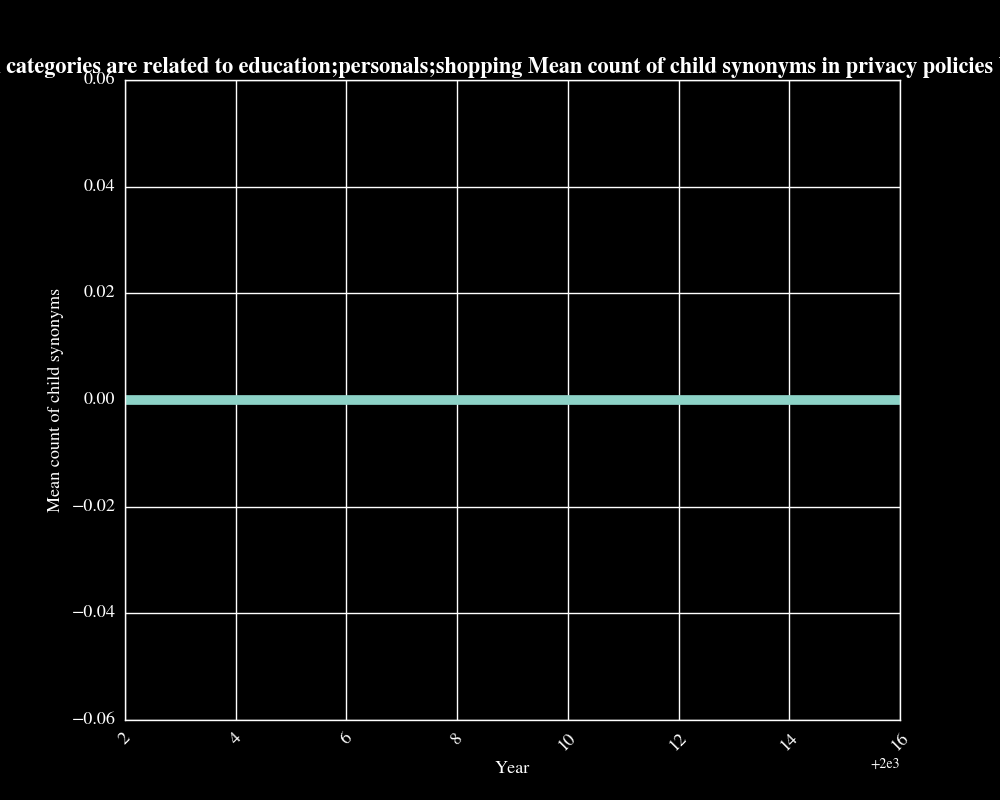 categories are related to education;personals;shopping Mean count of child synonyms in privacy policies
0.06
0.04
0.02
0.00
−0.02
−0.04
−0.06
Mean count of child synonyms
2 4 6 8 10 12 14 16
+2e3
Year